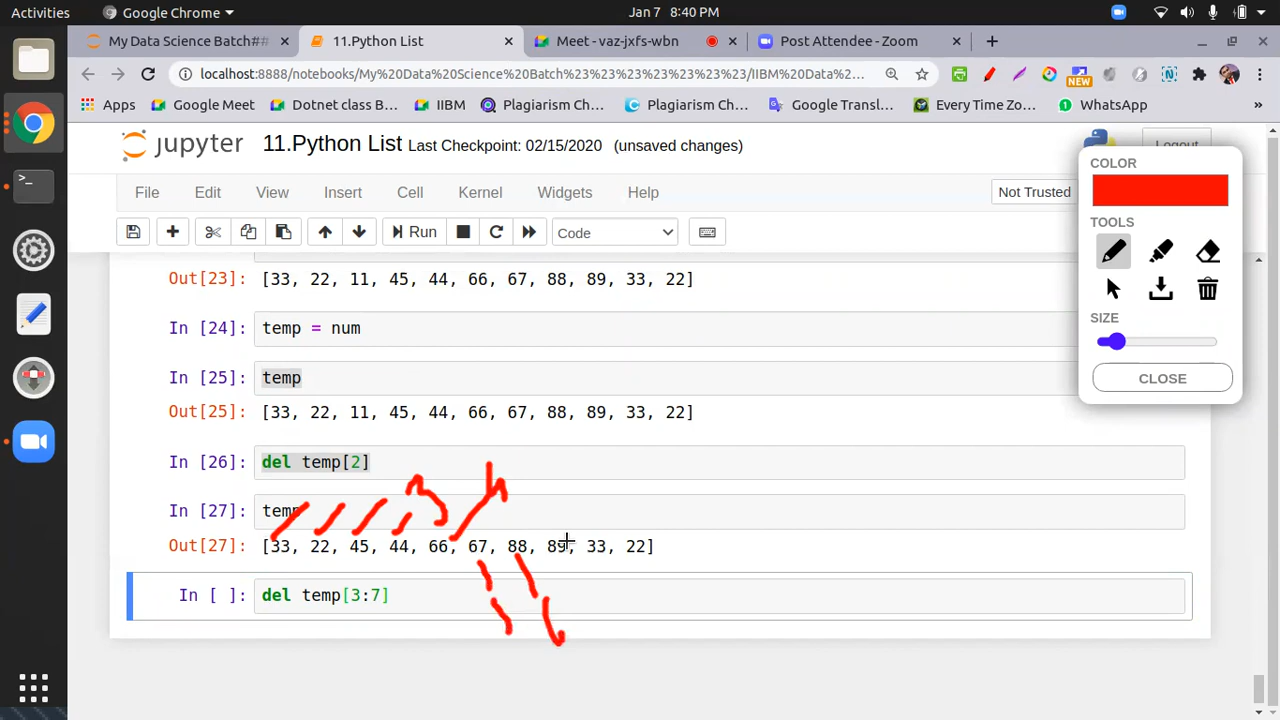 Activities
Google Chrome
Jan 7 8:40 PM
My Data Science Batch##
11.Python List
Meet - vaz-jxfs-wbn
Post Attendee - Zoom
localhost:8888/notebooks/My%20Data%20Science%20Batch%23%23%23%23%23%23/IIBM%20Data%2...
NEW
Apps
Google Meet
Dotnet class B...
IIBM
Plagiarism Ch...
Plagiarism Ch...
Google Transl...
Every Time Zo...
WhatsApp
jupyter 11.Python List Last Checkpoint: 02/15/2020 (unsaved changes)
File Edit View Insert Cell Kernel Widgets Help
Not Trusted
Run
Code
COLOR
TOOLS
SIZE
CLOSE
Out[23]: [33, 22, 11, 45, 44, 66, 67, 88, 89, 33, 22]
In [24]: temp = num
In [25]: temp
Out[25]: [33, 22, 11, 45, 44, 66, 67, 88, 89, 33, 22]
In [26]: del temp[2]
In [27]: temp
Out[27]: [33, 22, 45, 44, 66, 67, 88, 89, 33, 22]
In [ ]: del temp[3:7]